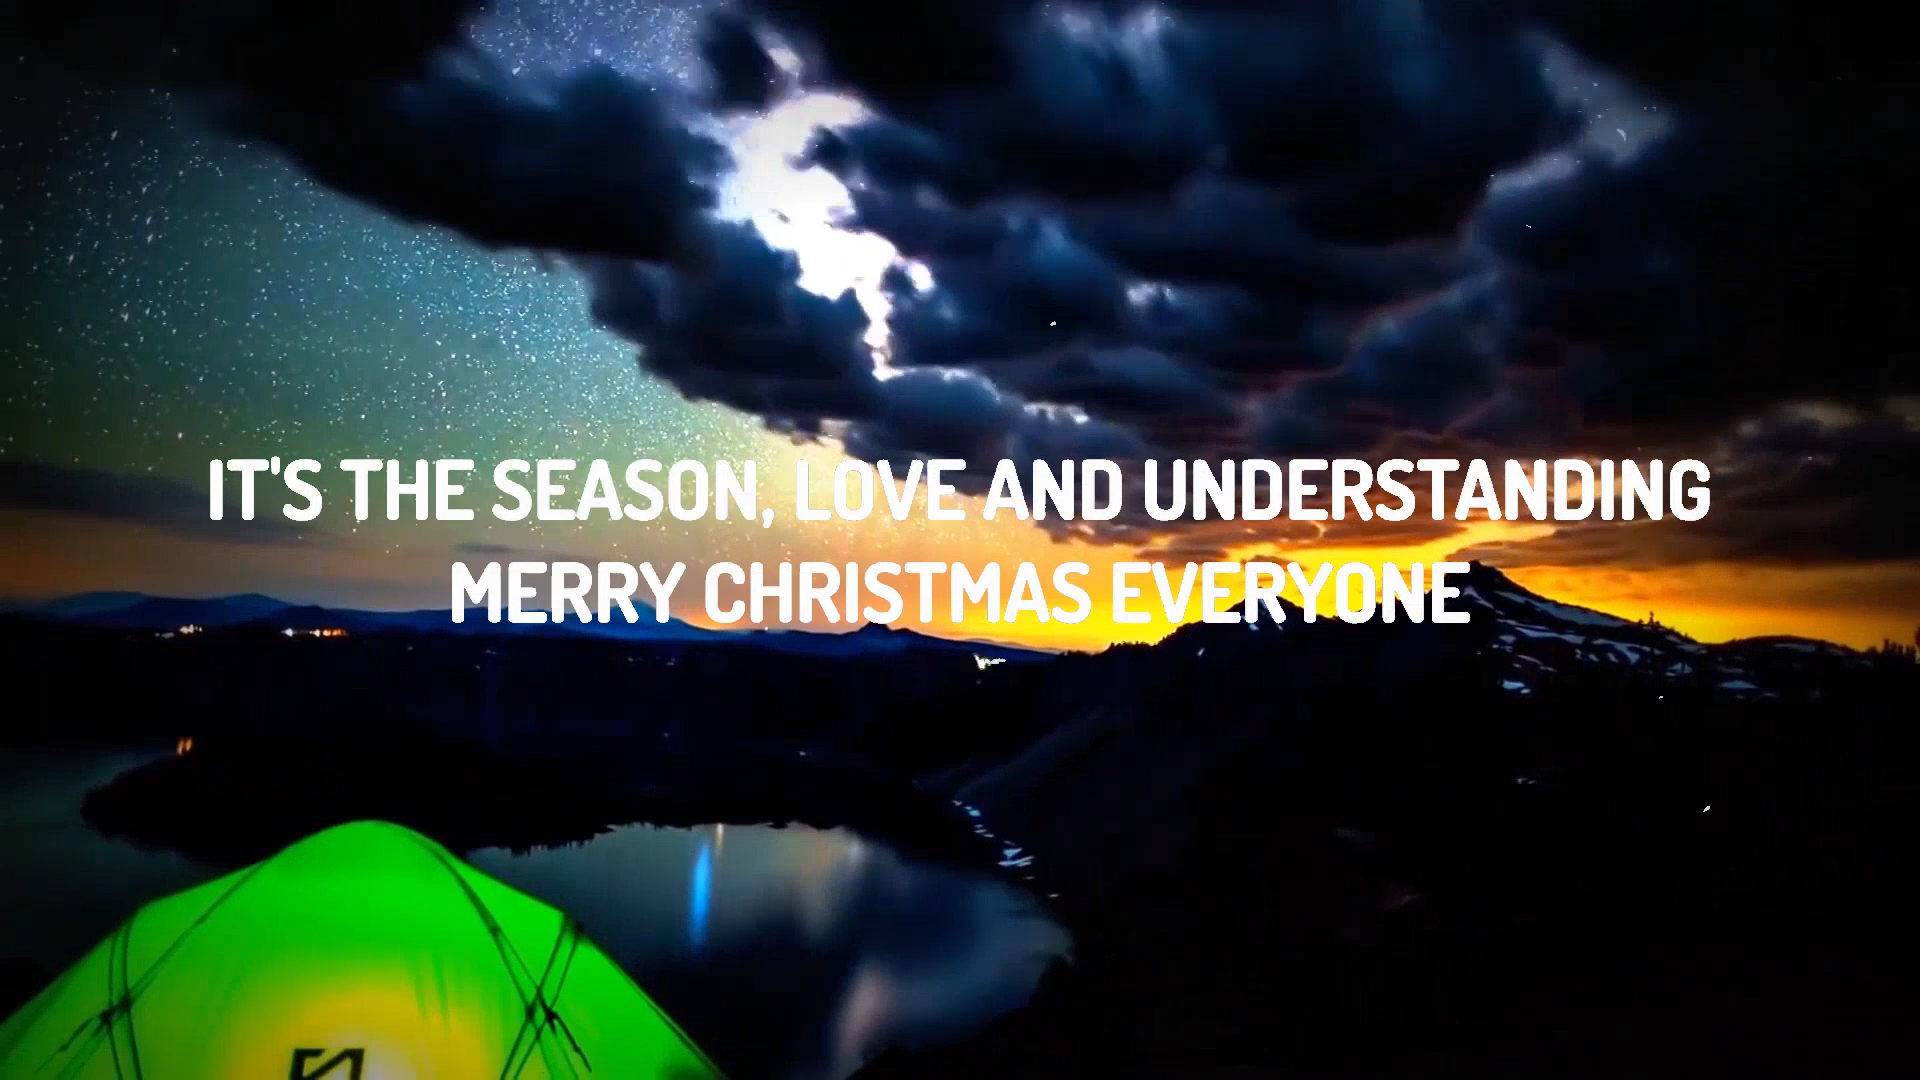 IT'S THE SEASON, LOVE AND UNDERSTANDING
MERRY CHRISTMAS EVERYONE